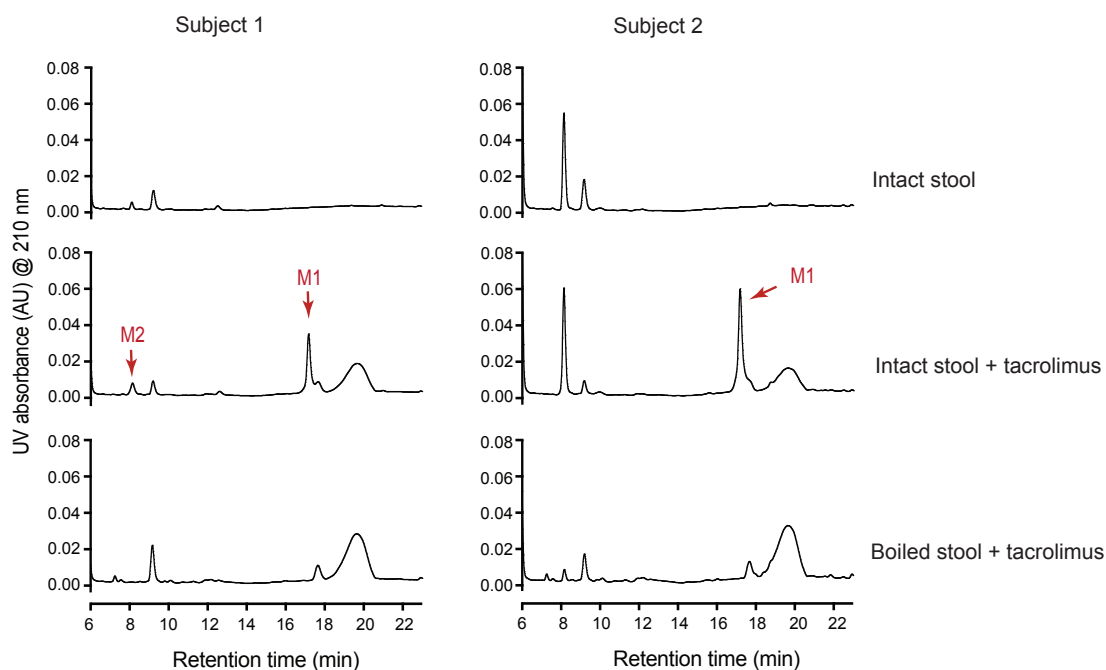 Subject 1
Subject 2
UV absorbance (AU) @ 210 nm
0.08
0.06
0.04
0.02
0.00
0.08
0.06
0.04
0.02
0.00
Intact stool
0.08
0.06
0.04
0.02
0.00
M2
M1
0.08
0.06
0.04
0.02
0.00
M1
Intact stool + tacrolimus
0.08
0.06
0.04
0.02
0.00
6 8 10 12 14 16 18 20 22
Retention time (min)
0.08
0.06
0.04
0.02
0.00
6 8 10 12 14 16 18 20 22
Retention time (min)
Boiled stool + tacrolimus